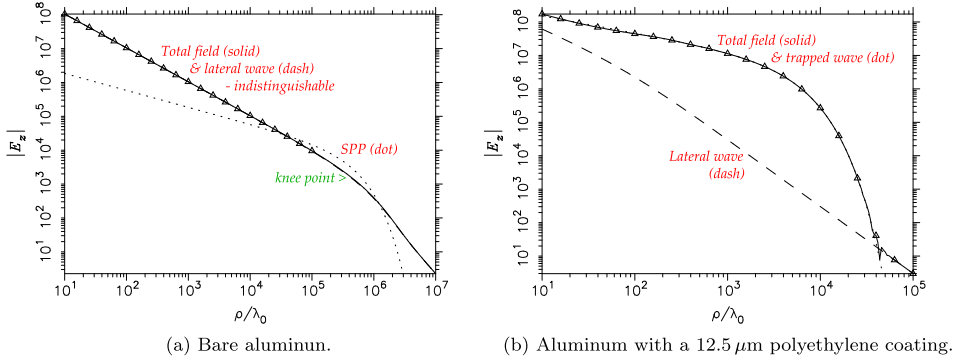 10^8
10^7
10^6
10^5
10^4
10^3
10^2
10^1
|E_z|
Total field (solid)
& lateral wave (dash)
- indistinguishable
SPP (dot)
knee point >
10^1 10^2 10^3 10^4 10^5 10^6 10^7
ρ/λ_0
(a) Bare aluminun.
10^8
10^7
10^6
10^5
10^4
10^3
10^2
10^1
|E_z|
Total field (solid)
& trapped wave (dot)
Lateral wave
(dash)
10^1 10^2 10^3 10^4 10^5
ρ/λ_0
(b) Aluminum with a 12.5 μm polyethylene coating.